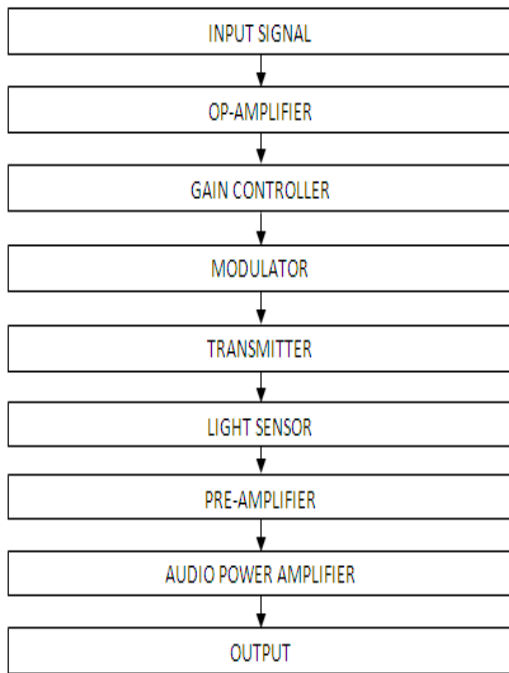 INPUT SIGNAL
OP-AMPLIFIER
GAIN CONTROLLER
MODULATOR
TRANSMITTER
LIGHT SENSOR
PRE-AMPLIFIER
AUDIO POWER AMPLIFIER
OUTPUT